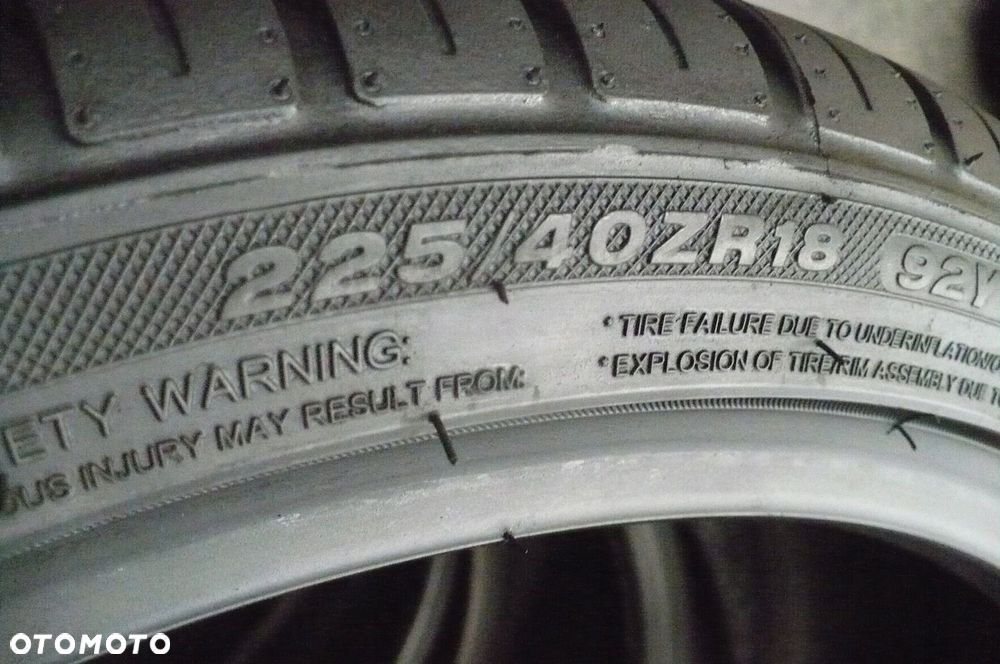 225/40ZR18 92Y
ETY WARNING:
OUS INJURY MAY RESULT FROM:
• TIRE FAILURE DUE TO UNDERINFLATION/O
• EXPLOSION OF TIRE/RIM ASSEMBLY DUE TO
OTOMOTO